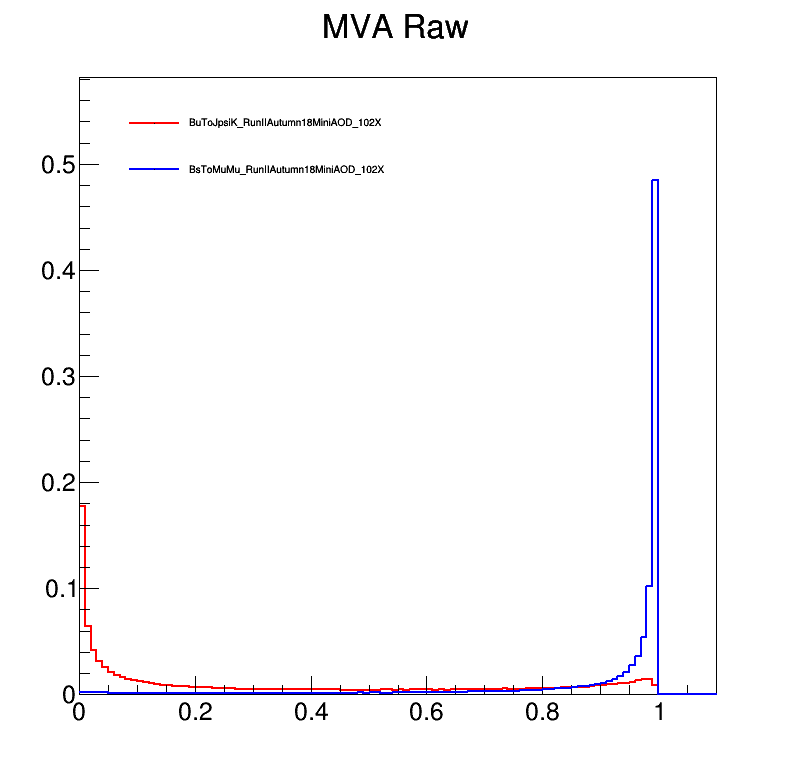 MVA Raw
BuToJpsiK_RunIIAutumn18MiniAOD_102X
BsToMuMu_RunIIAutumn18MiniAOD_102X
0.5
0.4
0.3
0.2
0.1
0
0 0.2 0.4 0.6 0.8 1